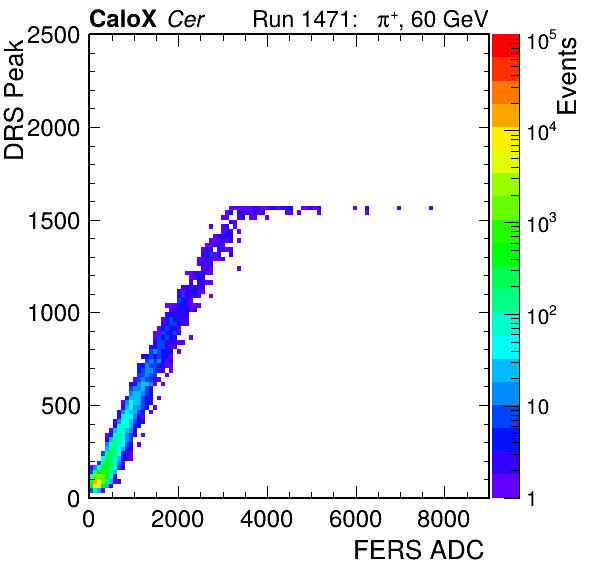 CaloX Cer Run 1471: π⁺, 60 GeV
DRS Peak
2500
2000
1500
1000
500
0
0 2000 4000 6000 8000
FERS ADC
Events
10⁵
10⁴
10³
10²
10
1